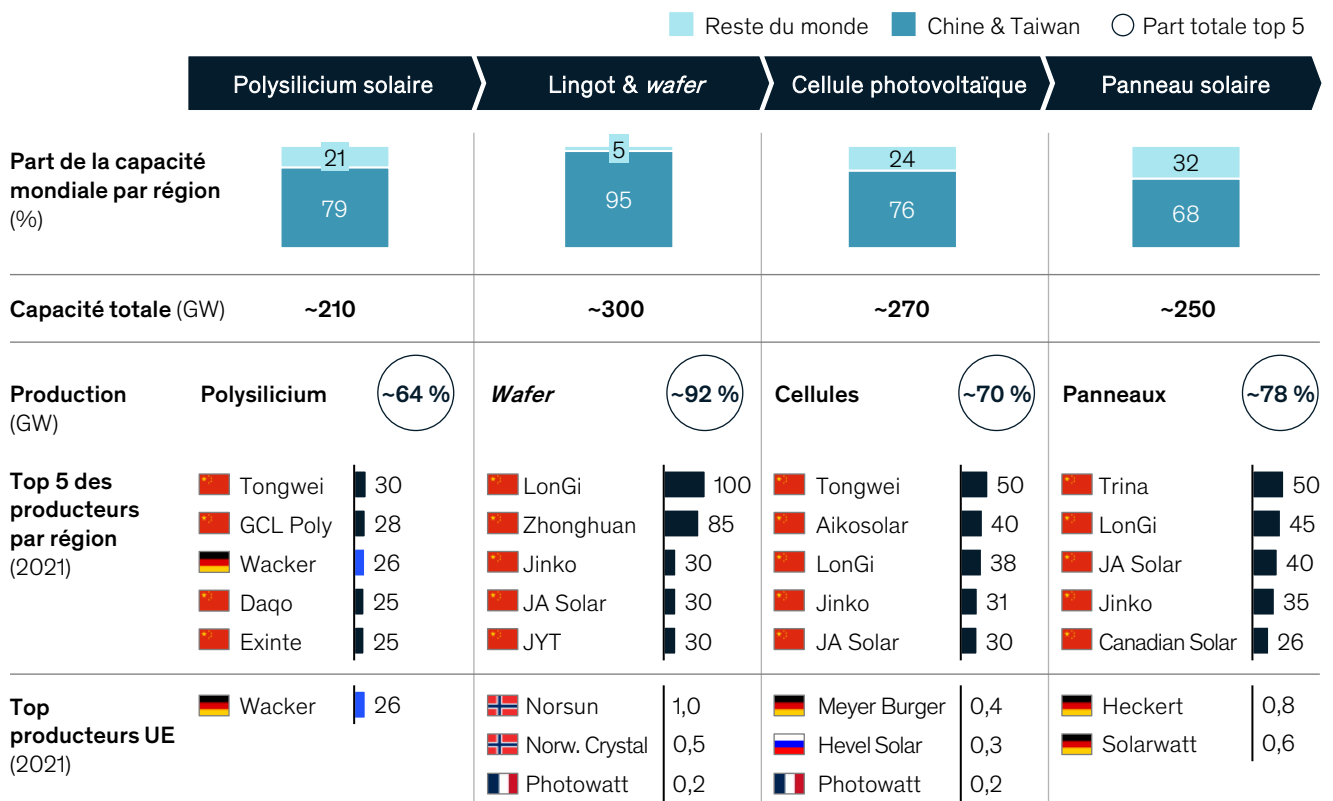 Reste du monde Chine & Taiwan Part totale top 5
Polysilicium solaire Lingot & wafer Cellule photovoltaïque Panneau solaire
Part de la capacité
mondiale par région
(%)
21 5 24 32
79 95 76 68
Capacité totale (GW) ~210 ~300 ~270 ~250
Production
(GW)
Polysilicium ~64 % Wafer ~92 % Cellules ~70 % Panneaux ~78 %
Top 5 des
producteurs
par région
(2021)
Tongwei 30 LonGi 100 Tongwei 50 Trina 50
GCL Poly 28 Zhonghuan 85 Aikosolar 40 LonGi 45
Wacker 26 Jinko 30 LonGi 38 JA Solar 40
Daqo 25 JA Solar 30 Jinko 31 Jinko 35
Exinte 25 JYT 30 JA Solar 30 Canadian Solar 26
Top
producteurs UE
(2021)
Wacker 26 Norsun 1,0 Meyer Burger 0,4 Heckert 0,8
Norw. Crystal 0,5 Hevel Solar 0,3 Solarwatt 0,6
Photowatt 0,2 Photowatt 0,2